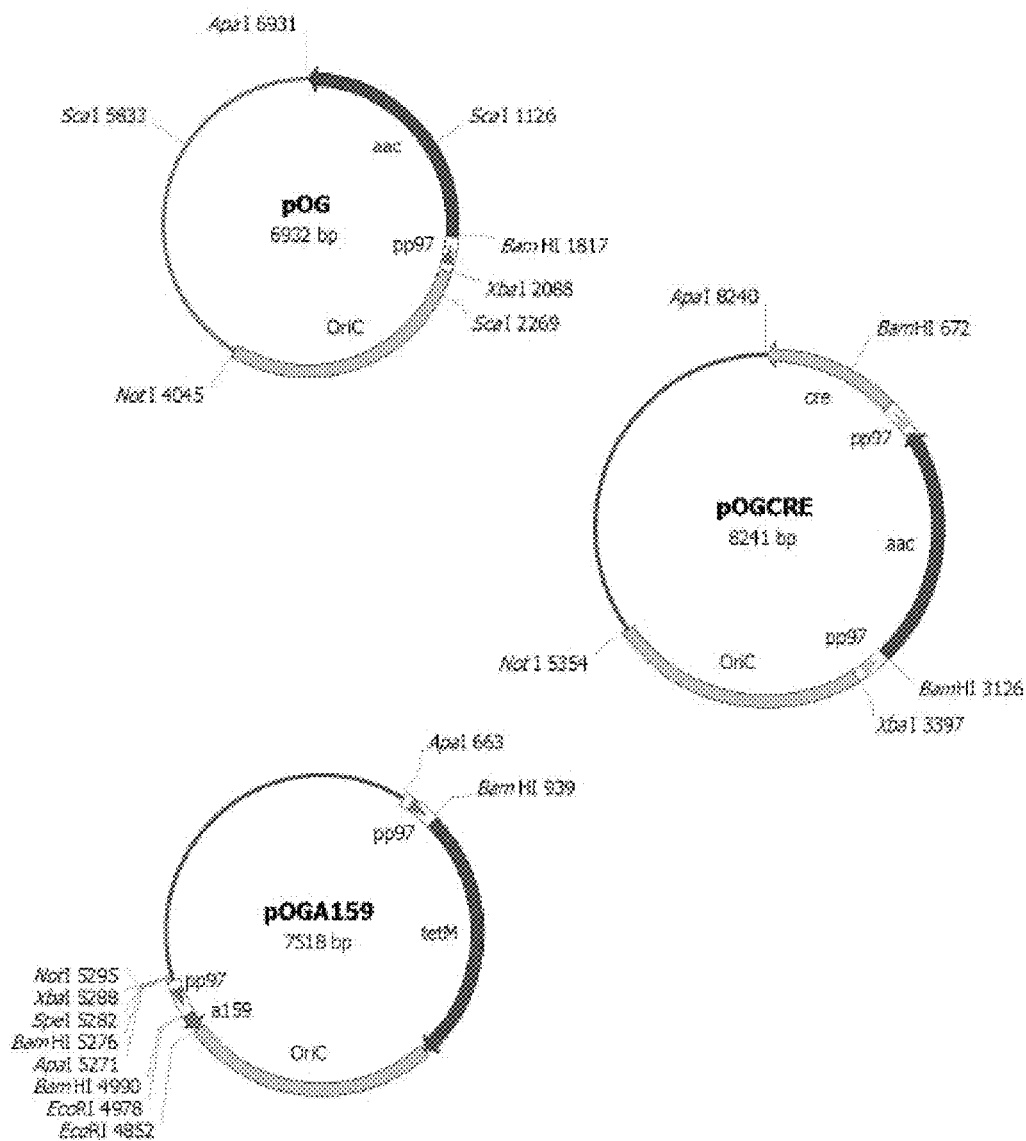 ApaI 6931
ScaI 5833
ScaI 1126
aac
pOG
6932 bp
pp97
BamHI 1817
XbaI 2088
ScaI 2269
OriC
NotI 4045
ApaI 8240
BamHI 672
cre
pp97
pOGCRE
8241 bp
aac
pp97
NotI 5354
OriC
BamHI 3126
XbaI 3397
ApaI 663
BamHI 939
pp97
pOGA159
7518 bp
tetM
NotI 5295
XbaI 5288
SpeI 5282
BamHI 5276
ApaI 5271
BamHI 4990
EcoRI 4978
EcoRI 4852
pp97
a159
OriC